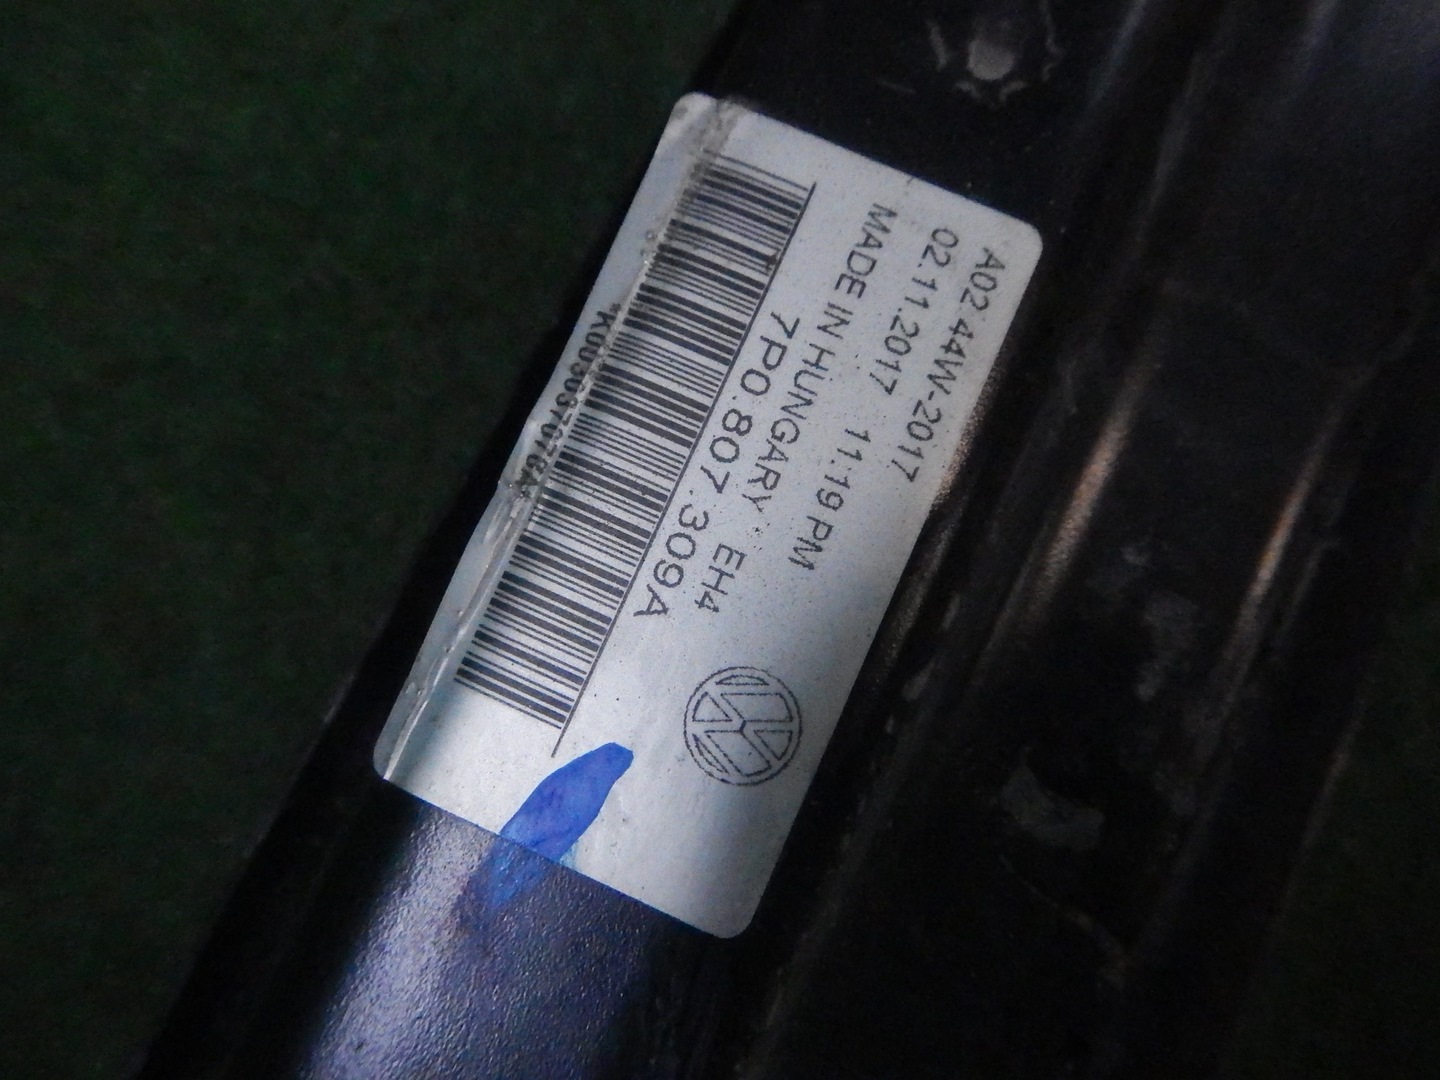 A02 44W-2017
02.11.2017 11:19 PM
MADE IN HUNGARY EH4
7P0.807.309A